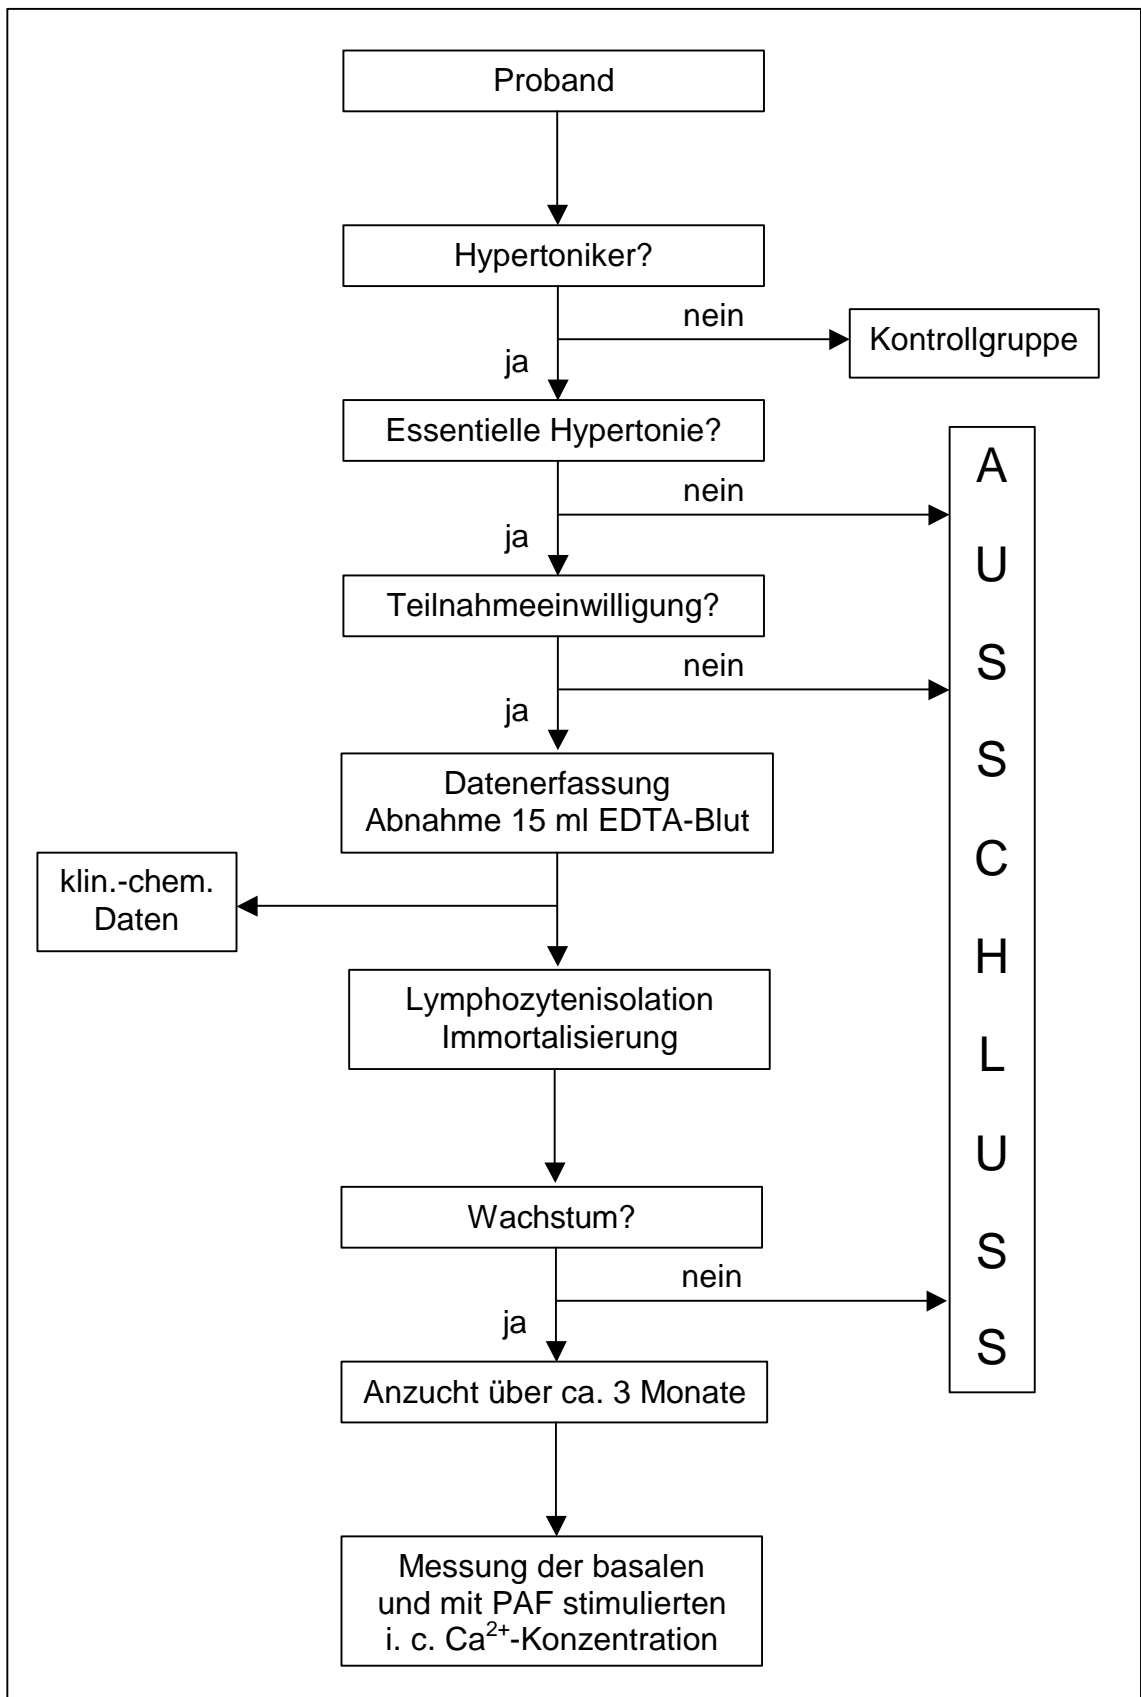 Proband
Hypertoniker?
nein
Kontrollgruppe
ja
Essentielle Hypertonie?
nein
ja
Teilnahmeeinwilligung?
nein
ja
Datenerfassung
Abnahme 15 ml EDTA-Blut
klin.-chem.
Daten
Lymphozytenisolation
Immortalisierung
Wachstum?
nein
ja
Anzucht über ca. 3 Monate
Messung der basalen
und mit PAF stimulierten
i. c. Ca²⁺-Konzentration
A
U
S
S
C
H
L
U
S
S